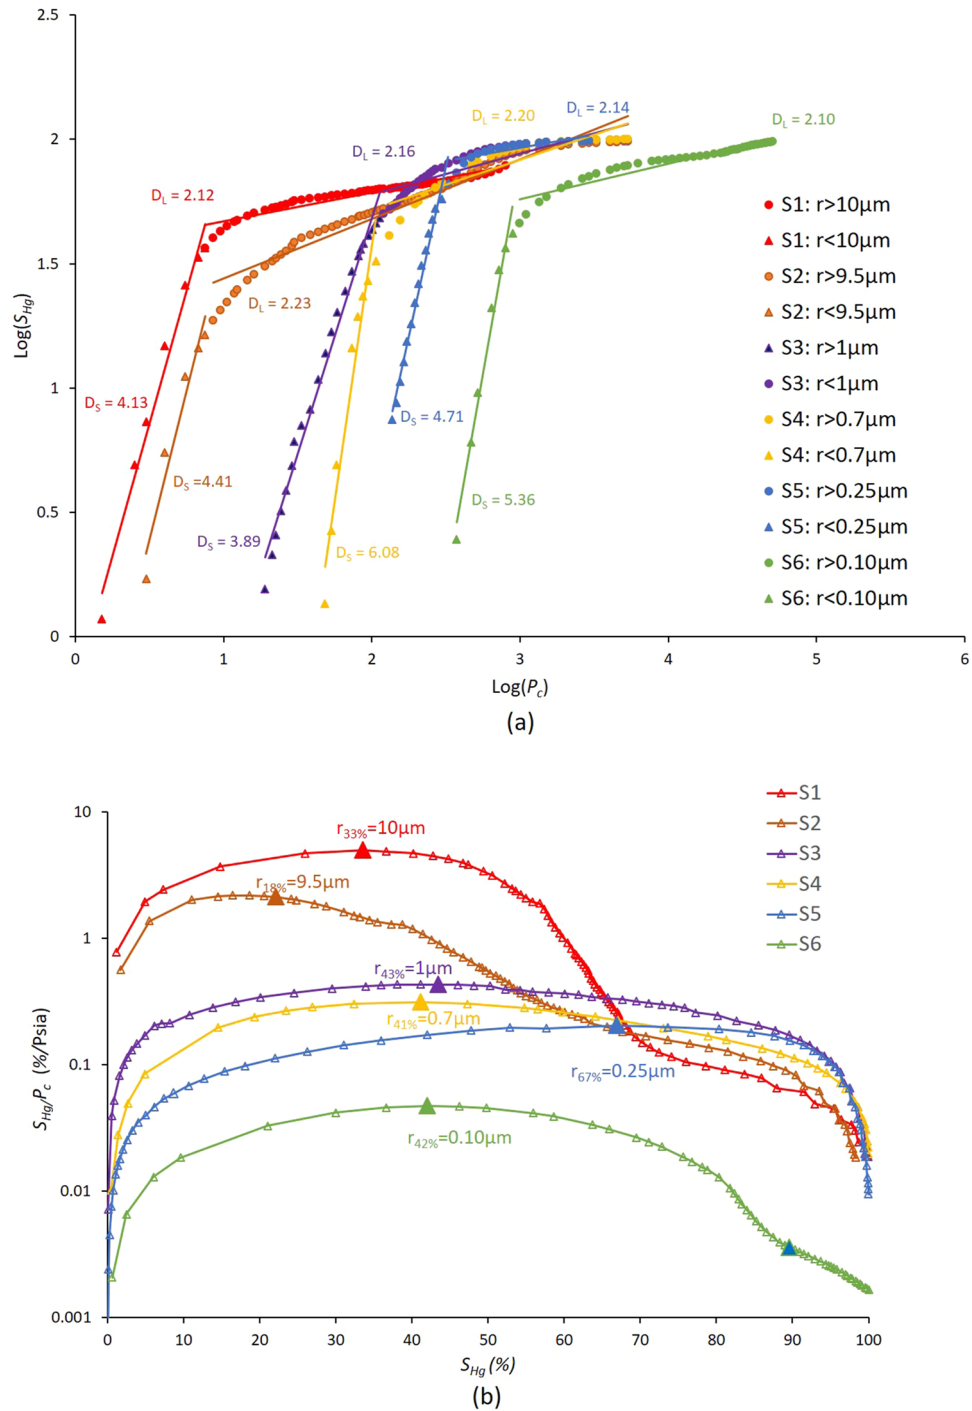 2.5
D_L = 2.20
D_L = 2.14
2
D_L = 2.16
D_L = 2.10
D_L = 2.12
S1: r>10μm
S1: r<10μm
1.5
S2: r>9.5μm
D_L = 2.23
S2: r<9.5μm
Log(S_Hg)
S3: r>1μm
S3: r<1μm
1
D_S = 4.13
D_S = 4.71
S4: r>0.7μm
S4: r<0.7μm
D_S =4.41
S5: r>0.25μm
D_S = 5.36
0.5
S5: r<0.25μm
D_S = 3.89
D_S = 6.08
S6: r>0.10μm
S6: r<0.10μm
0
0 1 2 3 4 5 6
Log(P_c)
(a)
S1
10
S2
r_33%=10μm
S3
r_18%=9.5μm
S4
S5
1
S6
r_43%=1μm
r_41%=0.7μm
S_Hg/P_c (%/Psia)
0.1
r_67%=0.25μm
r_42%=0.10μm
0.01
0.001
0 10 20 30 40 50 60 70 80 90 100
S_Hg (%)
(b)